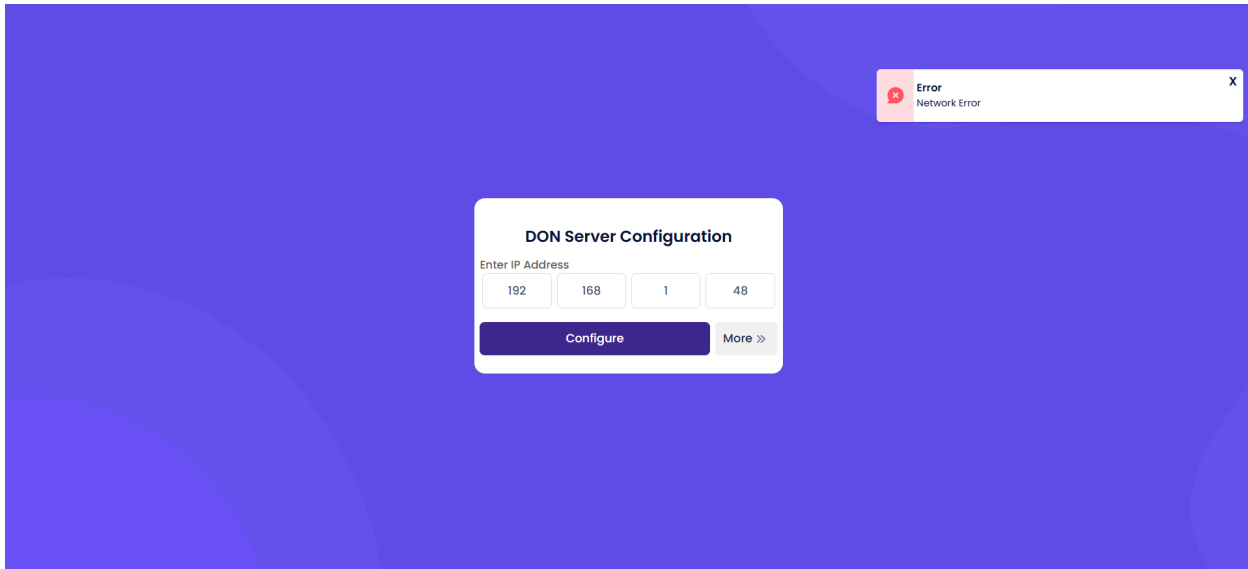 Error
X
Network Error
DON Server Configuration
Enter IP Address
192 168 1 48
Configure More »